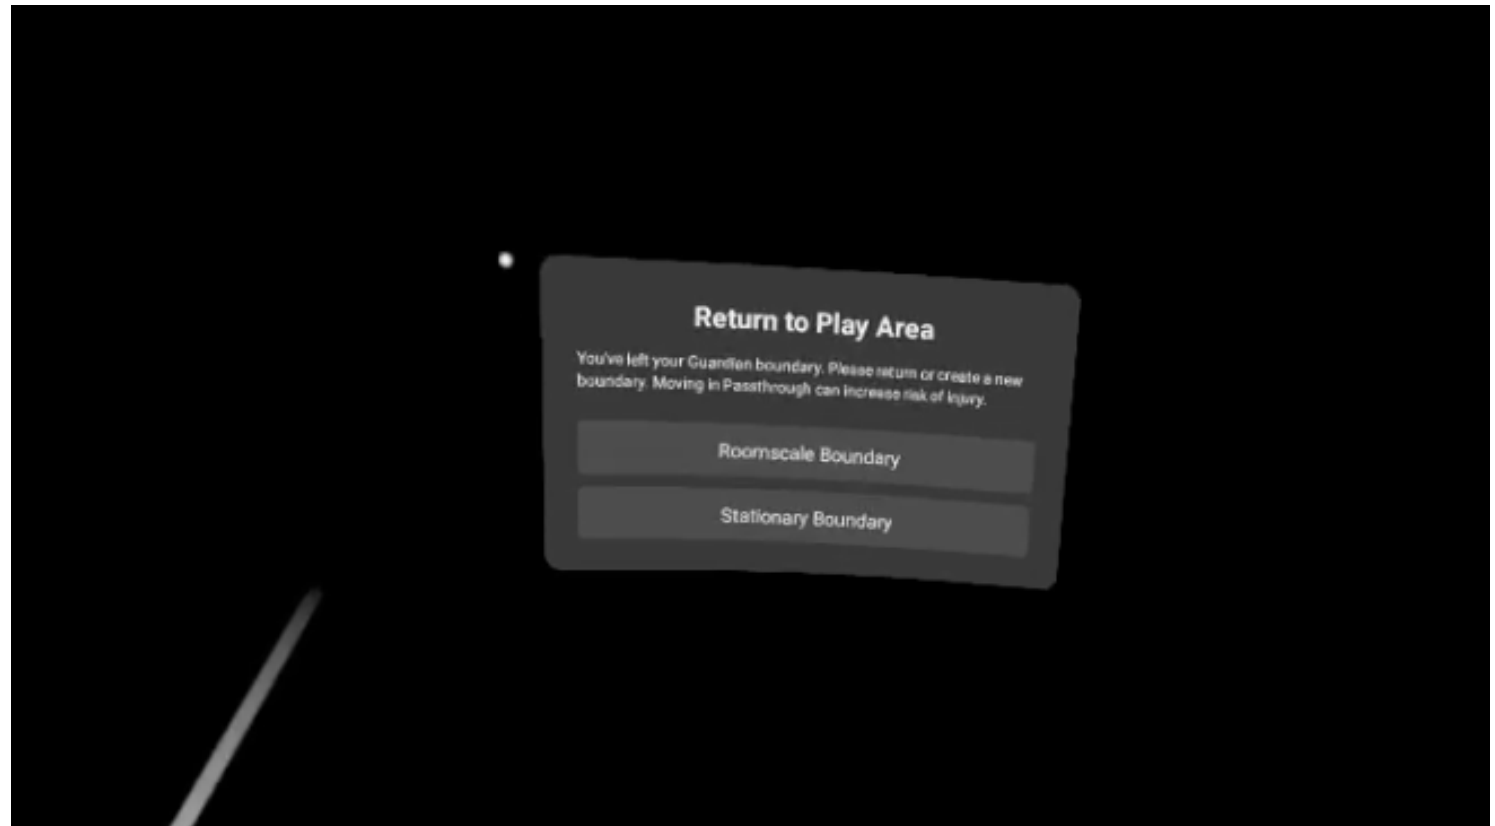 Return to Play Area
You've left your Guardian boundary. Please return or create a new
boundary. Moving in Passthrough can increase risk of injury.
Roomscale Boundary
Stationary Boundary